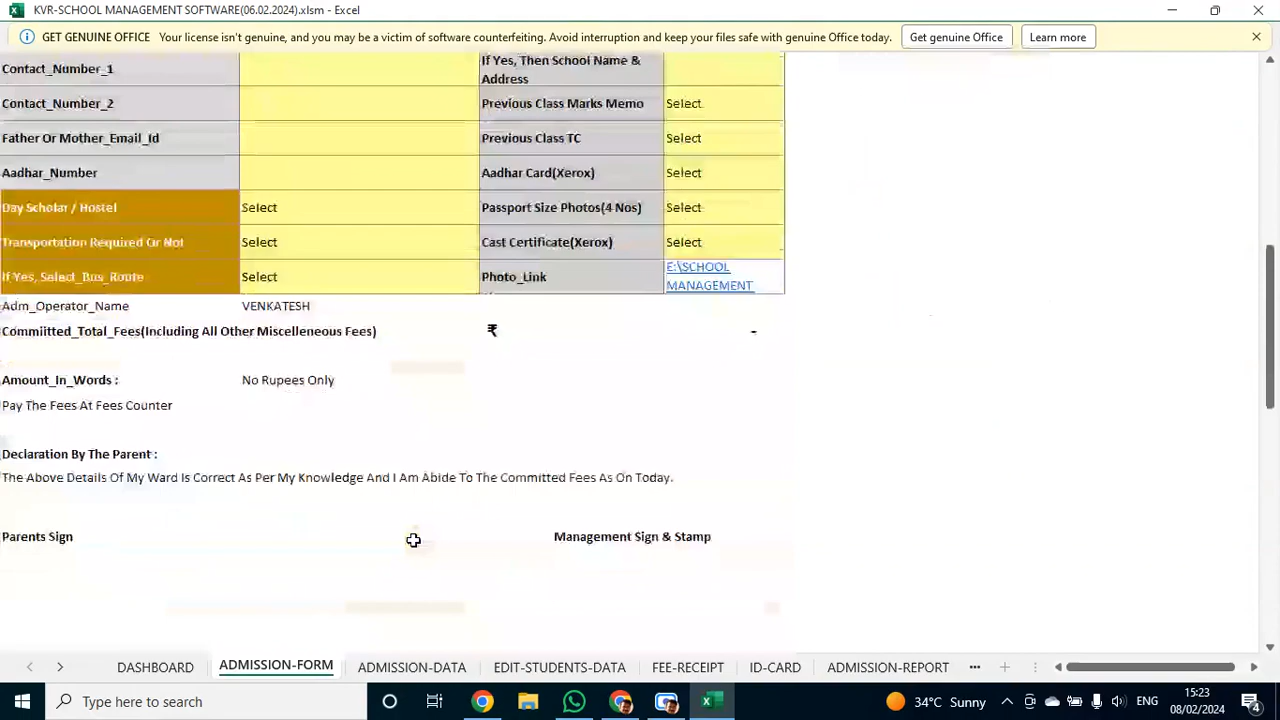 KVR-SCHOOL MANAGEMENT SOFTWARE(06.02.2024).xlsm - Excel
GET GENUINE OFFICE Your license isn't genuine, and you may be a victim of software counterfeiting. Avoid interruption and keep your files safe with genuine Office today. Get genuine Office Learn more
Contact_Number_1 If Yes, Then School Name &
Address
Contact_Number_2 Previous Class Marks Memo Select
Father Or Mother_Email_Id Previous Class TC Select
Aadhar_Number Aadhar Card(Xerox) Select
Day Scholar / Hostel Select Passport Size Photos(4 Nos) Select
Transportation Required Or Not Select Cast Certificate(Xerox) Select
If Yes, Select_Bus_Route Select Photo_Link E:\SCHOOL
MANAGEMENT
Adm_Operator_Name VENKATESH
Commiitted_Total_Fees(Including All Other Miscelleneous Fees) ₹ -
Amount_In_Words : No Rupees Only
Pay The Fees At Fees Counter
Declaration By The Parent :
The Above Details Of My Ward Is Correct As Per My Knowledge And I Am Abide To The Committed Fees As On Today.
Parents Sign Management Sign & Stamp
DASHBOARD ADMISSION-FORM ADMISSION-DATA EDIT-STUDENTS-DATA FEE-RECEIPT ID-CARD ADMISSION-REPORT ...
Type here to search 34°C Sunny ENG 15:23
08/02/2024 4